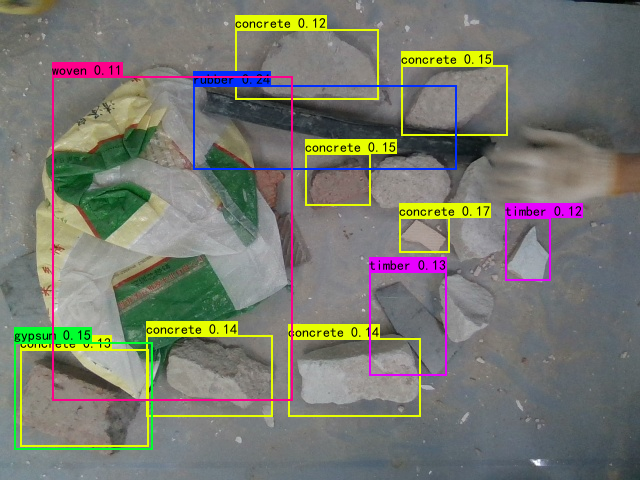 concrete 0.12
concrete 0.15
woven 0.11
rubber 0.24
concrete 0.15
concrete 0.17
timber 0.12
timber 0.13
concrete 0.14
concrete 0.14
gypsum 0.15
concrete 0.13